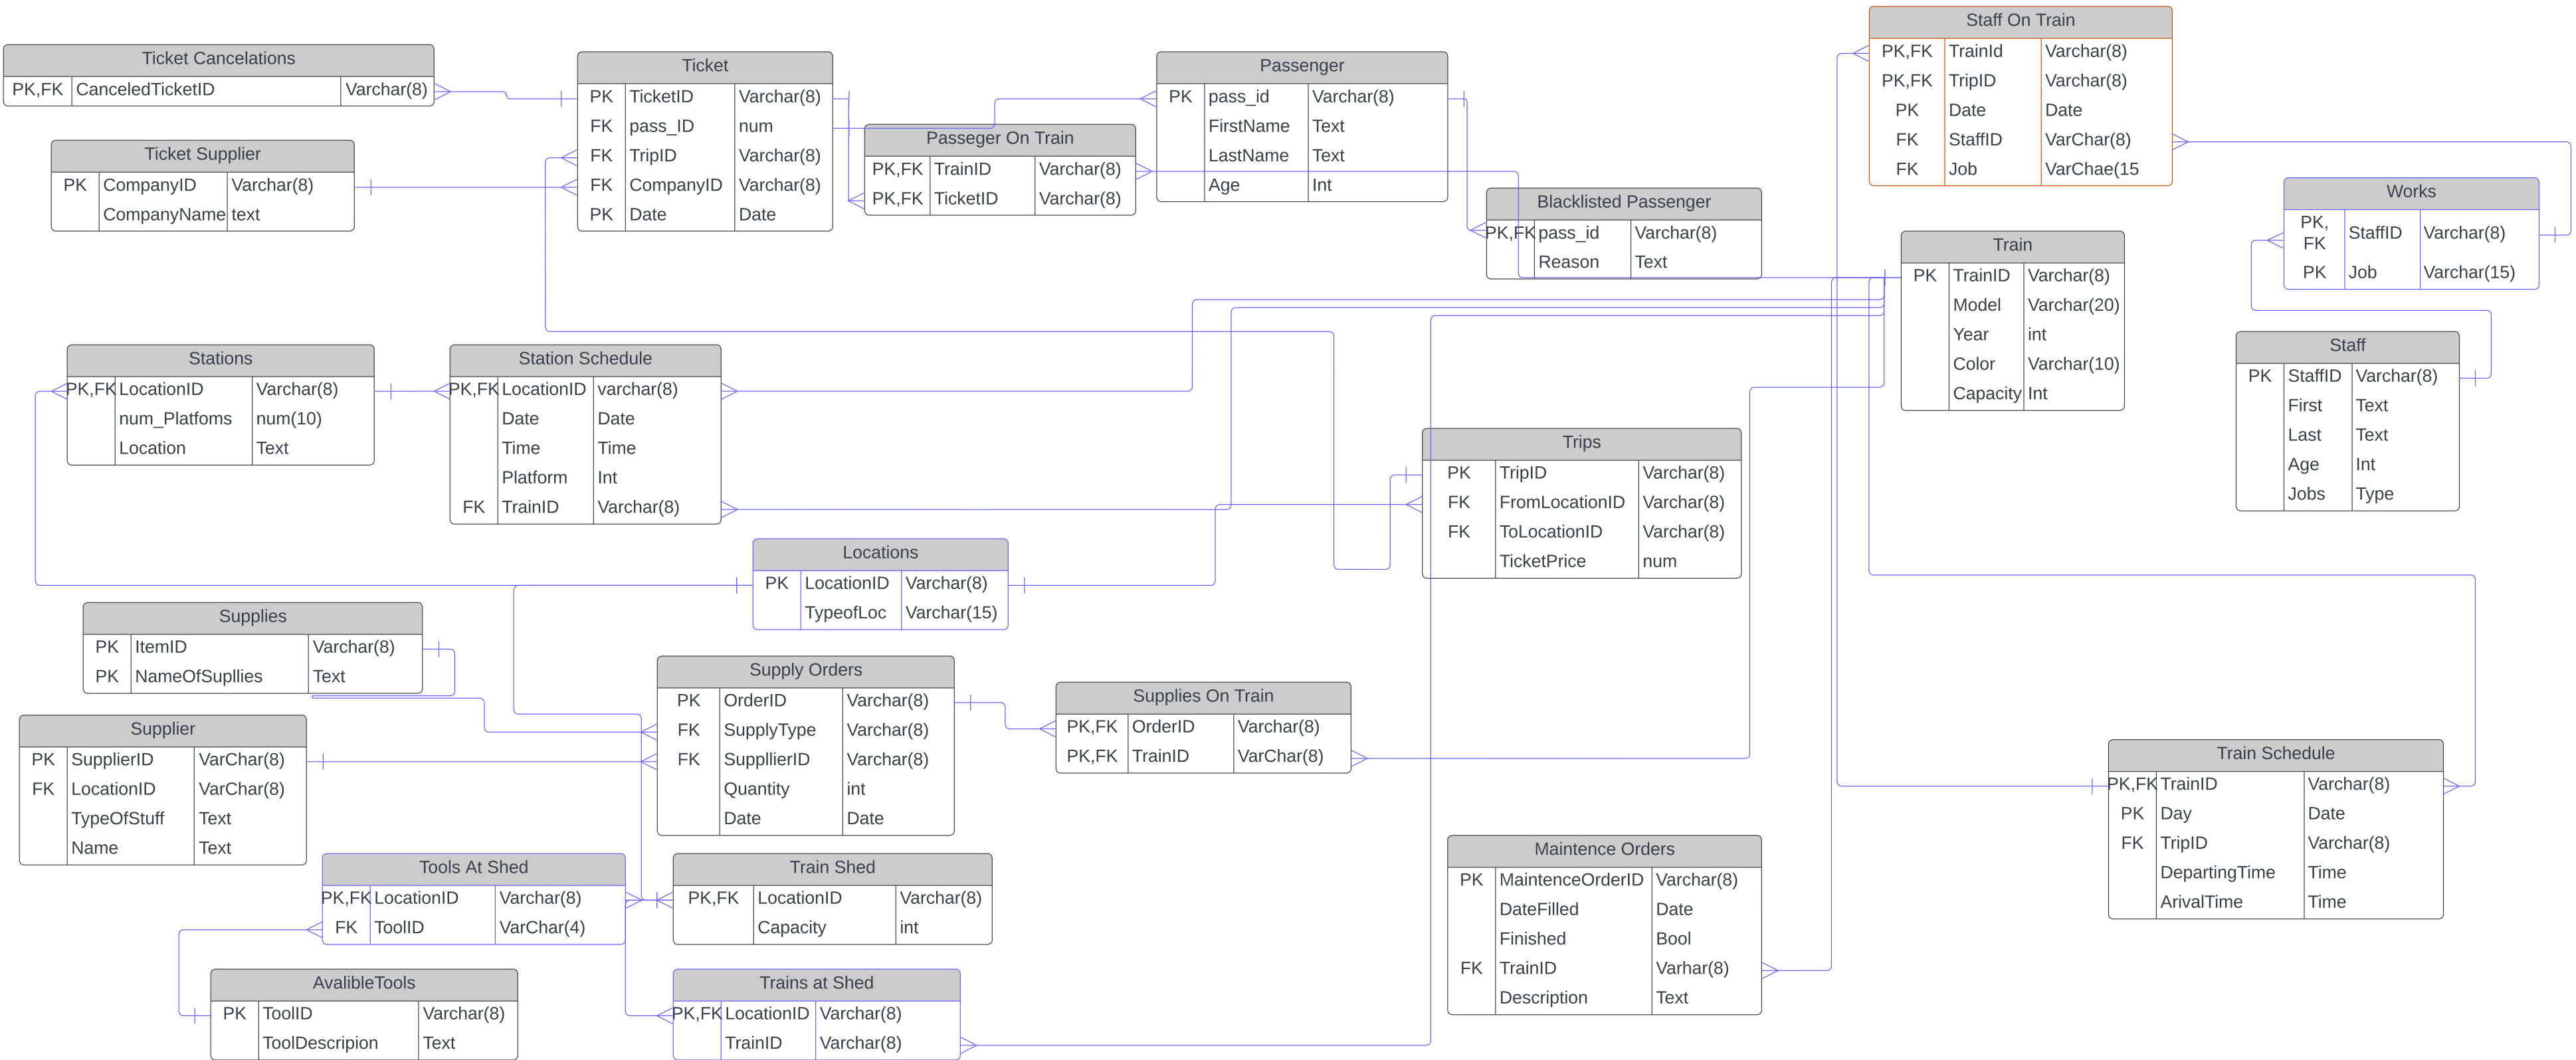 Ticket Cancelations
PK,FK CanceledTicketID Varchar(8)
Ticket Supplier
PK CompanyID Varchar(8)
CompanyName text
Ticket
PK TicketID Varchar(8)
FK pass_ID num
FK TripID Varchar(8)
FK CompanyID Varchar(8)
PK Date Date
Passeger On Train
PK,FK TrainID Varchar(8)
PK,FK TicketID Varchar(8)
Passenger
PK pass_id Varchar(8)
FirstName Text
LastName Text
Age Int
Blacklisted Passenger
PK,FK pass_id Varchar(8)
Reason Text
Staff On Train
PK,FK TrainId Varchar(8)
PK,FK TripID Varchar(8)
PK Date Date
FK StaffID VarChar(8)
FK Job VarChae(15
Works
PK,
FK StaffID Varchar(8)
PK Job Varchar(15)
Train
PK TrainID Varchar(8)
Model Varchar(20)
Year int
Color Varchar(10)
Capacity Int
Staff
PK StaffID Varchar(8)
First Text
Last Text
Age Int
Jobs Type
Stations
PK,FK LocationID Varchar(8)
num_Platfoms num(10)
Location Text
Station Schedule
PK,FK LocationID varchar(8)
Date Date
Time Time
Platform Int
FK TrainID Varchar(8)
Trips
PK TripID Varchar(8)
FK FromLocationID Varchar(8)
FK ToLocationID Varchar(8)
TicketPrice num
Locations
PK LocationID Varchar(8)
TypeofLoc Varchar(15)
Supplies
PK ItemID Varchar(8)
PK NameOfSupllies Text
Supplier
PK SupplierID VarChar(8)
FK LocationID VarChar(8)
TypeOfStuff Text
Name Text
Supply Orders
PK OrderID Varchar(8)
FK SupplyType Varchar(8)
FK SuppllierID Varchar(8)
Quantity int
Date Date
Supplies On Train
PK,FK OrderID Varchar(8)
PK,FK TrainID VarChar(8)
Train Schedule
PK,FK TrainID Varchar(8)
PK Day Date
FK TripID Varchar(8)
DepartingTime Time
ArivalTime Time
Tools At Shed
PK,FK LocationID Varchar(8)
FK ToolID VarChar(4)
Train Shed
PK,FK LocationID Varchar(8)
Capacity int
Maintence Orders
PK MaintenceOrderID Varchar(8)
DateFilled Date
Finished Bool
FK TrainID Varhar(8)
Description Text
AvalibleTools
PK ToolID Varchar(8)
ToolDescripion Text
Trains at Shed
PK,FK LocationID Varchar(8)
TrainID Varchar(8)